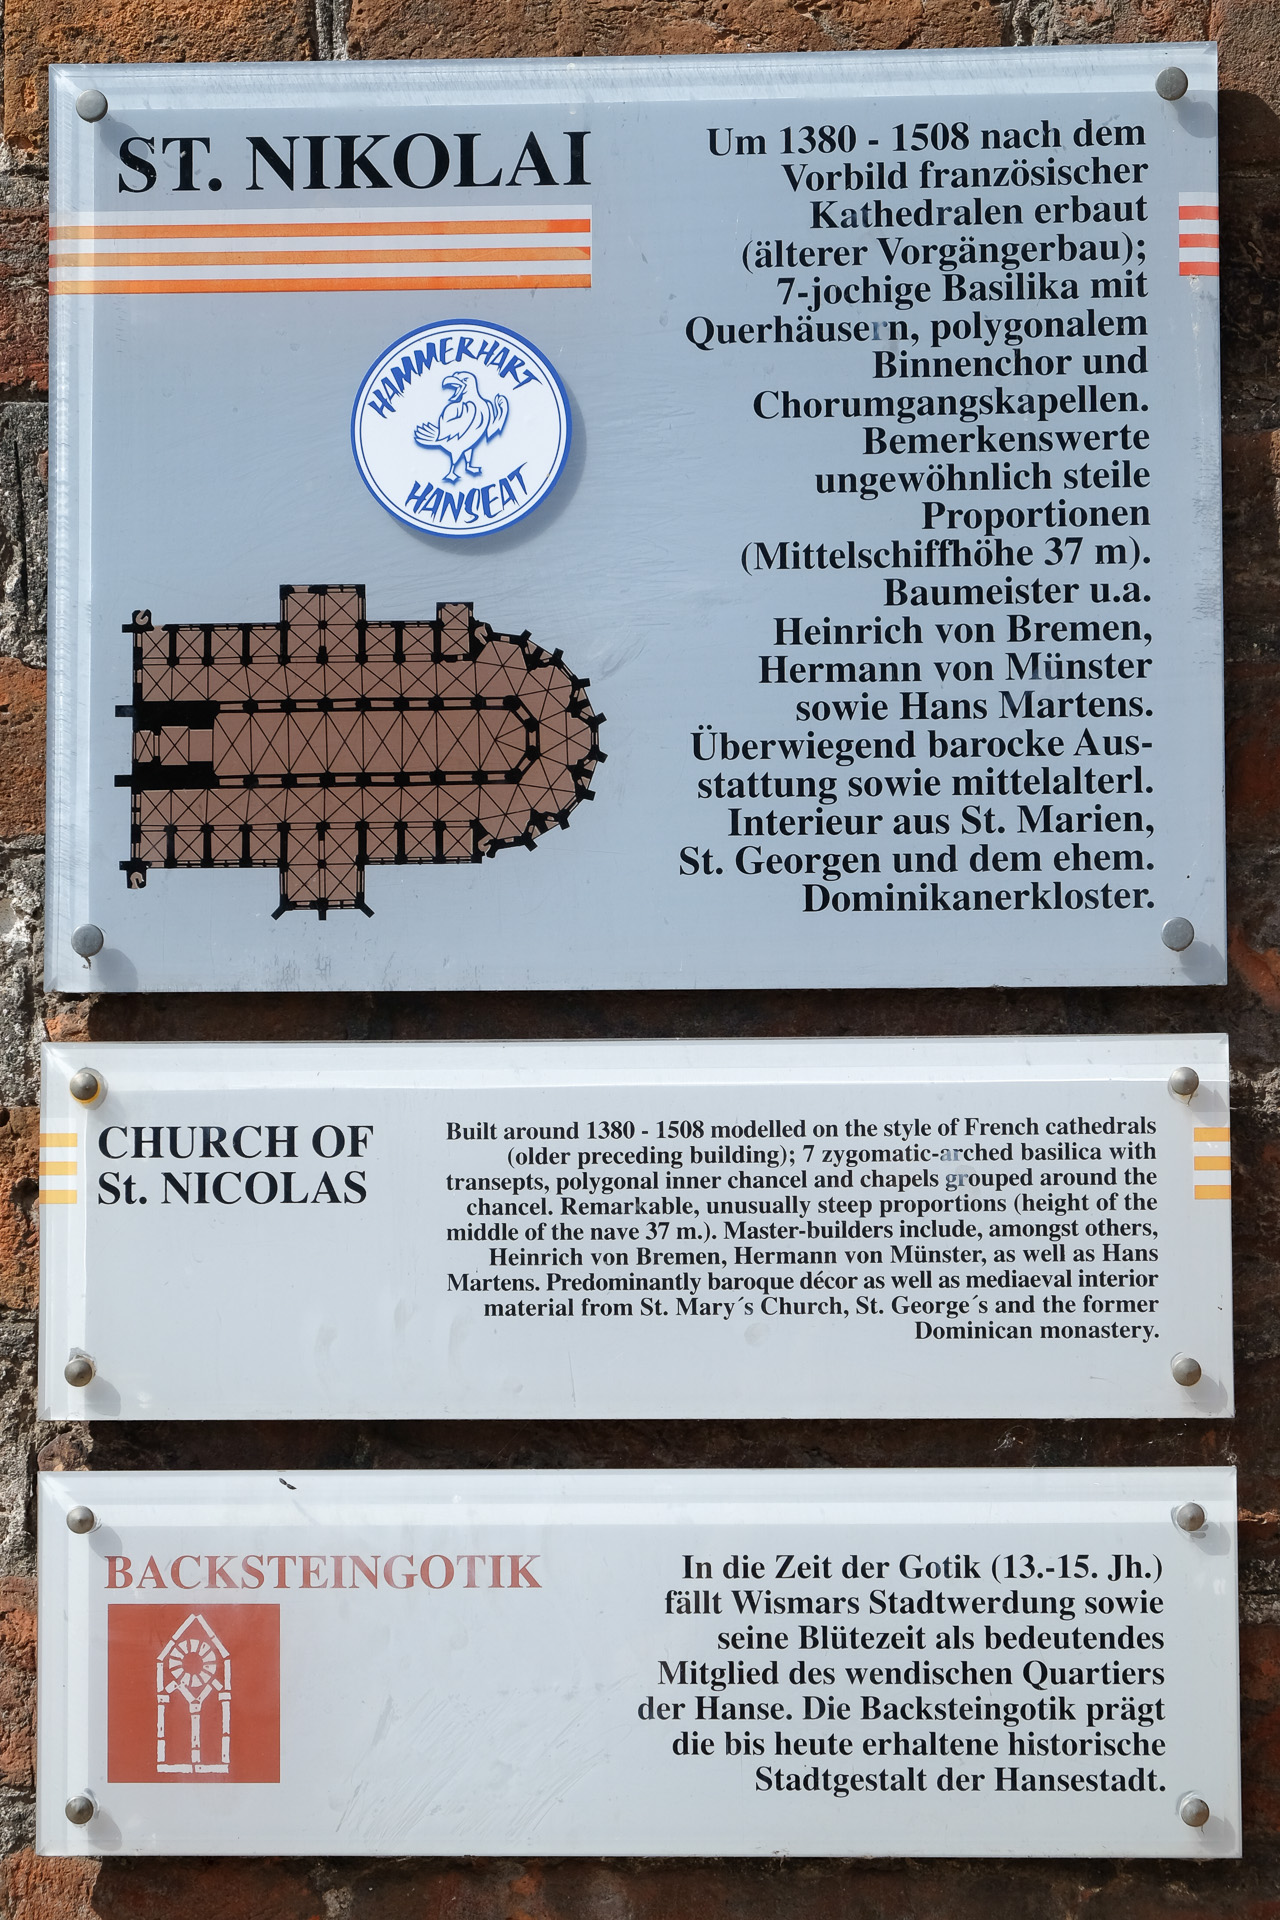 ST. NIKOLAI
HAMMERHART
HANSEAT
Um 1380 - 1508 nach dem
Vorbild französischer
Kathedralen erbaut
(älterer Vorgängerbau);
7-jochige Basilika mit
Querhäusern, polygonalem
Binnenchor und
Chorumgangskapellen.
Bemerkenswerte
ungewöhnlich steile
Proportionen
(Mittelschiffhöhe 37 m).
Baumeister u.a.
Heinrich von Bremen,
Hermann von Münster
sowie Hans Martens.
Überwiegend barocke Aus-
stattung sowie mittelalterl.
Interieur aus St. Marien,
St. Georgen und dem ehem.
Dominikanerkloster.
CHURCH OF
St. NICOLAS
Built around 1380 - 1508 modelled on the style of French cathedrals
(older preceding building); 7 zygomatic-arched basilica with
transepts, polygonal inner chancel and chapels grouped around the
chancel. Remarkable, unusually steep proportions (height of the
middle of the nave 37 m.). Master-builders include, amongst others,
Heinrich von Bremen, Hermann von Münster, as well as Hans
Martens. Predominantly baroque décor as well as mediaeval interior
material from St. Mary´s Church, St. George´s and the former
Dominican monastery.
BACKSTEINGOTIK
In die Zeit der Gotik (13.-15. Jh.)
fällt Wismars Stadtwerdung sowie
seine Blütezeit als bedeutendes
Mitglied des wendischen Quartiers
der Hanse. Die Backsteingotik prägt
die bis heute erhaltene historische
Stadtgestalt der Hansestadt.